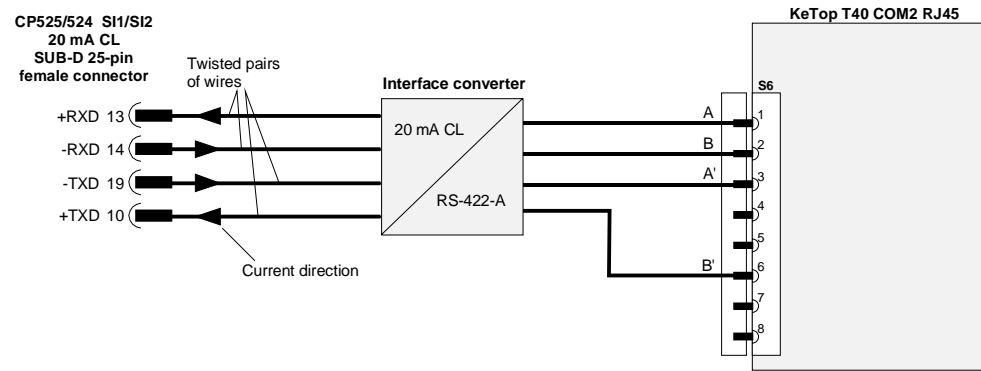 KeTop T40 COM2 RJ45
CP525/524 SI1/SI2
20 mA CL
SUB-D 25-pin
female connector
Twisted pairs
of wires
Interface converter
S6
+RXD 13
-RXD 14
-TXD 19
+TXD 10
20 mA CL
RS-422-A
A
B
A'
B'
1
2
3
4
5
6
7
8
Current direction